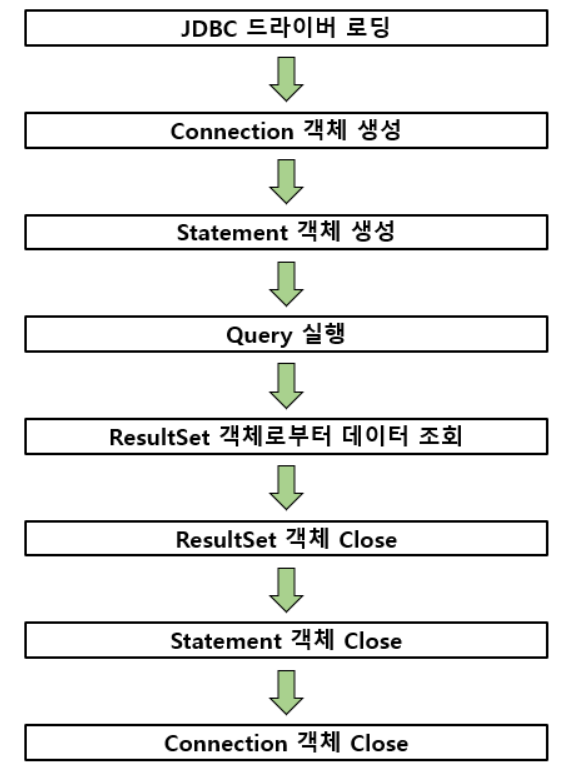 JDBC 드라이버 로딩
Connection 객체 생성
Statement 객체 생성
Query 실행
ResultSet 객체로부터 데이터 조회
ResultSet 객체 Close
Statement 객체 Close
Connection 객체 Close